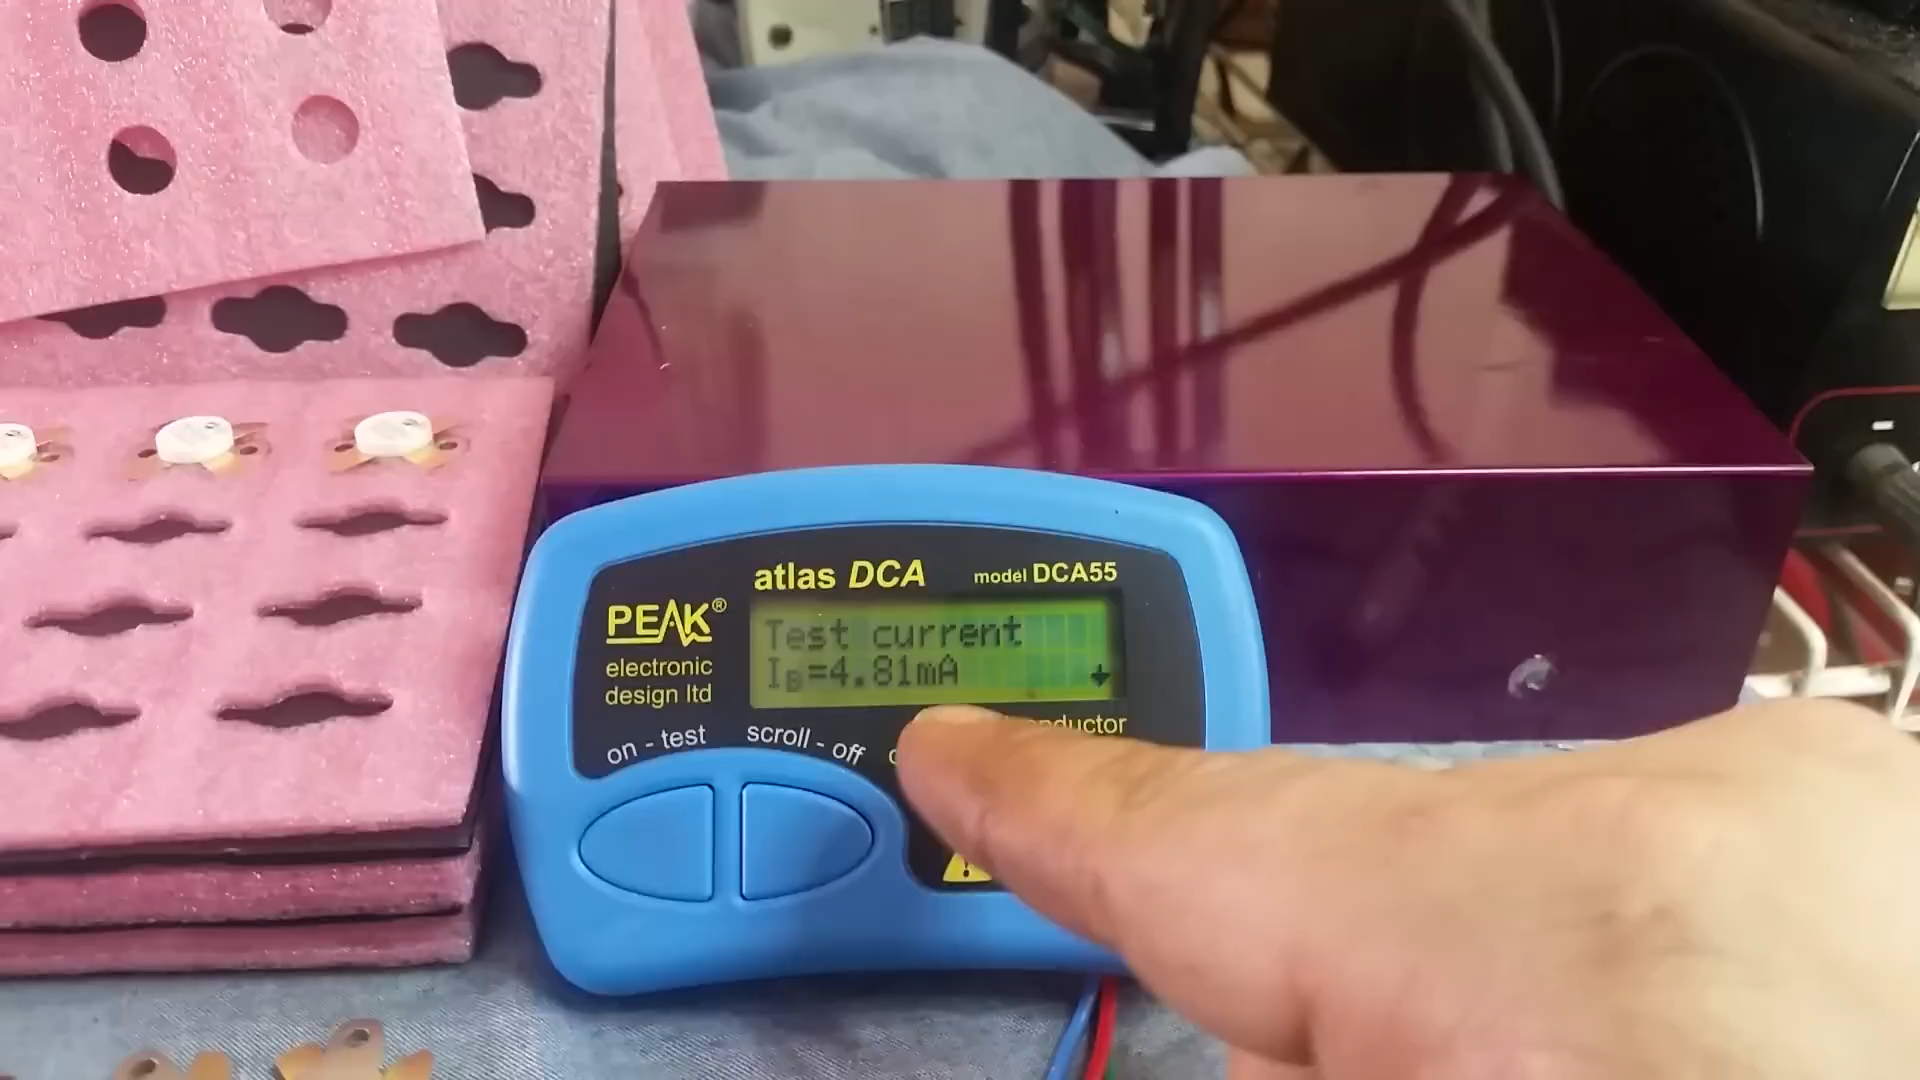 atlas DCA
model DCA55
PEAK®
electronic
design ltd
Test current
IB=4.81mA
on - test
scroll - off